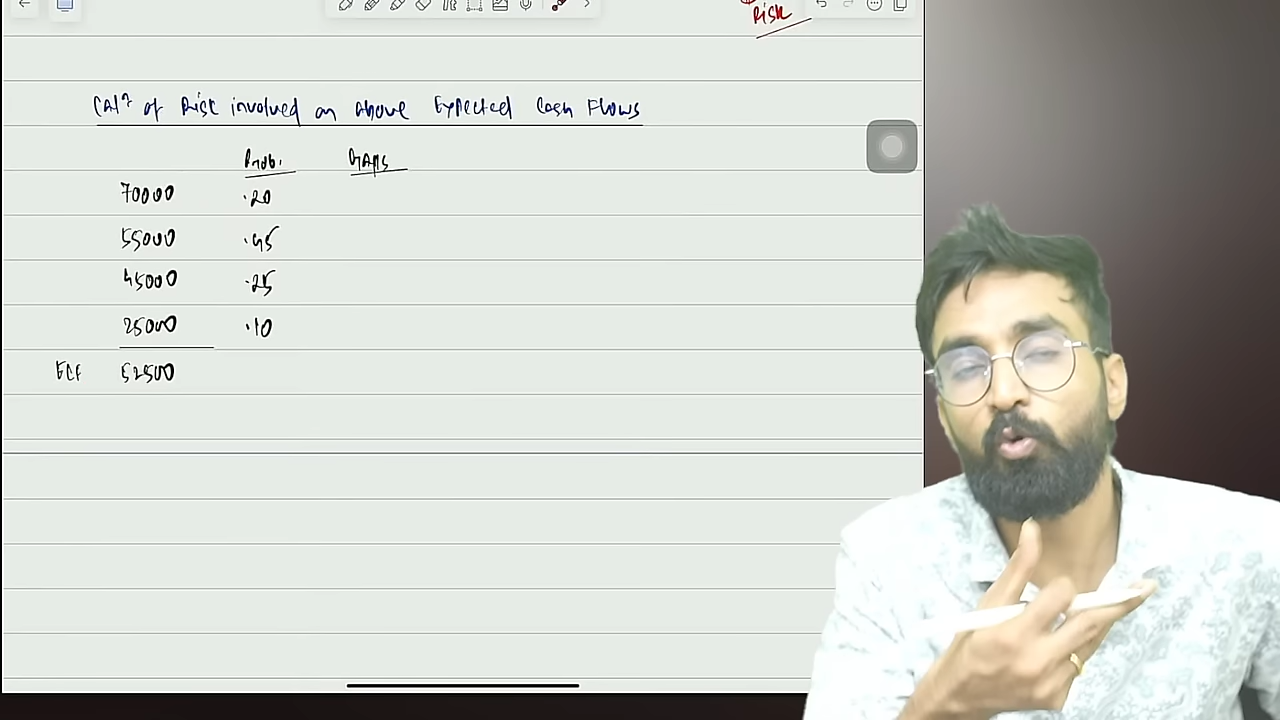 Risk
Calⁿ of Risk involved on above Expected Cash Flows
Prob. Gaps
70000 .20
55000 .45
45000 .25
25000 .10
ECF 52500